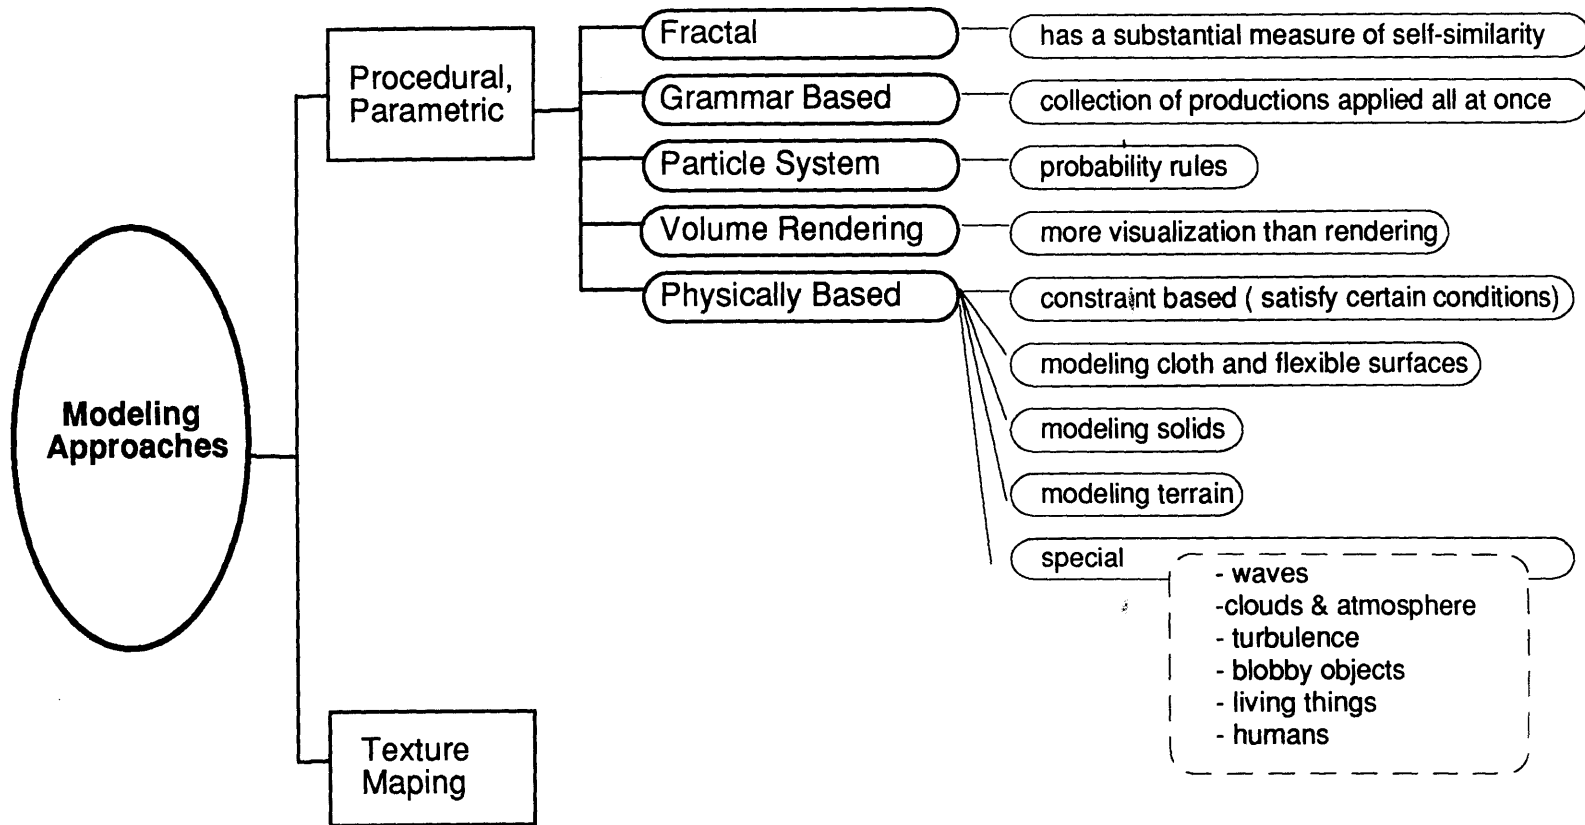 Modeling
Approaches
Procedural,
Parametric
Fractal
has a substantial measure of self-similarity
Grammar Based
collection of productions applied all at once
Particle System
probability rules
Volume Rendering
more visualization than rendering
Physically Based
constraint based ( satisfy certain conditions)
modeling cloth and flexible surfaces
modeling solids
modeling terrain
special
- waves
-clouds & atmosphere
- turbulence
- blobby objects
- living things
- humans
Texture
Maping